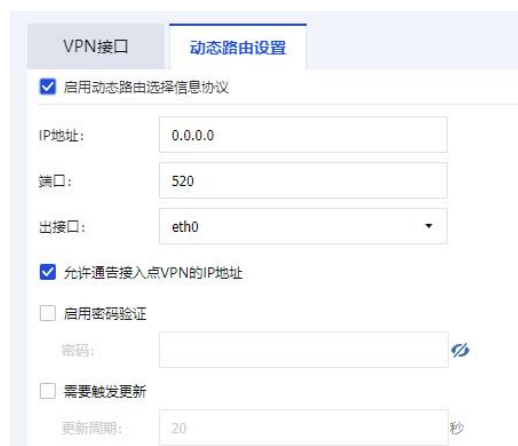 VPN接口 动态路由设置
启用动态路由选择信息协议
IP地址: 0.0.0.0
端口: 520
出接口: eth0
允许通告接入点VPN的IP地址
启用密码验证
密码:
需要触发更新
更新周期: 20 秒